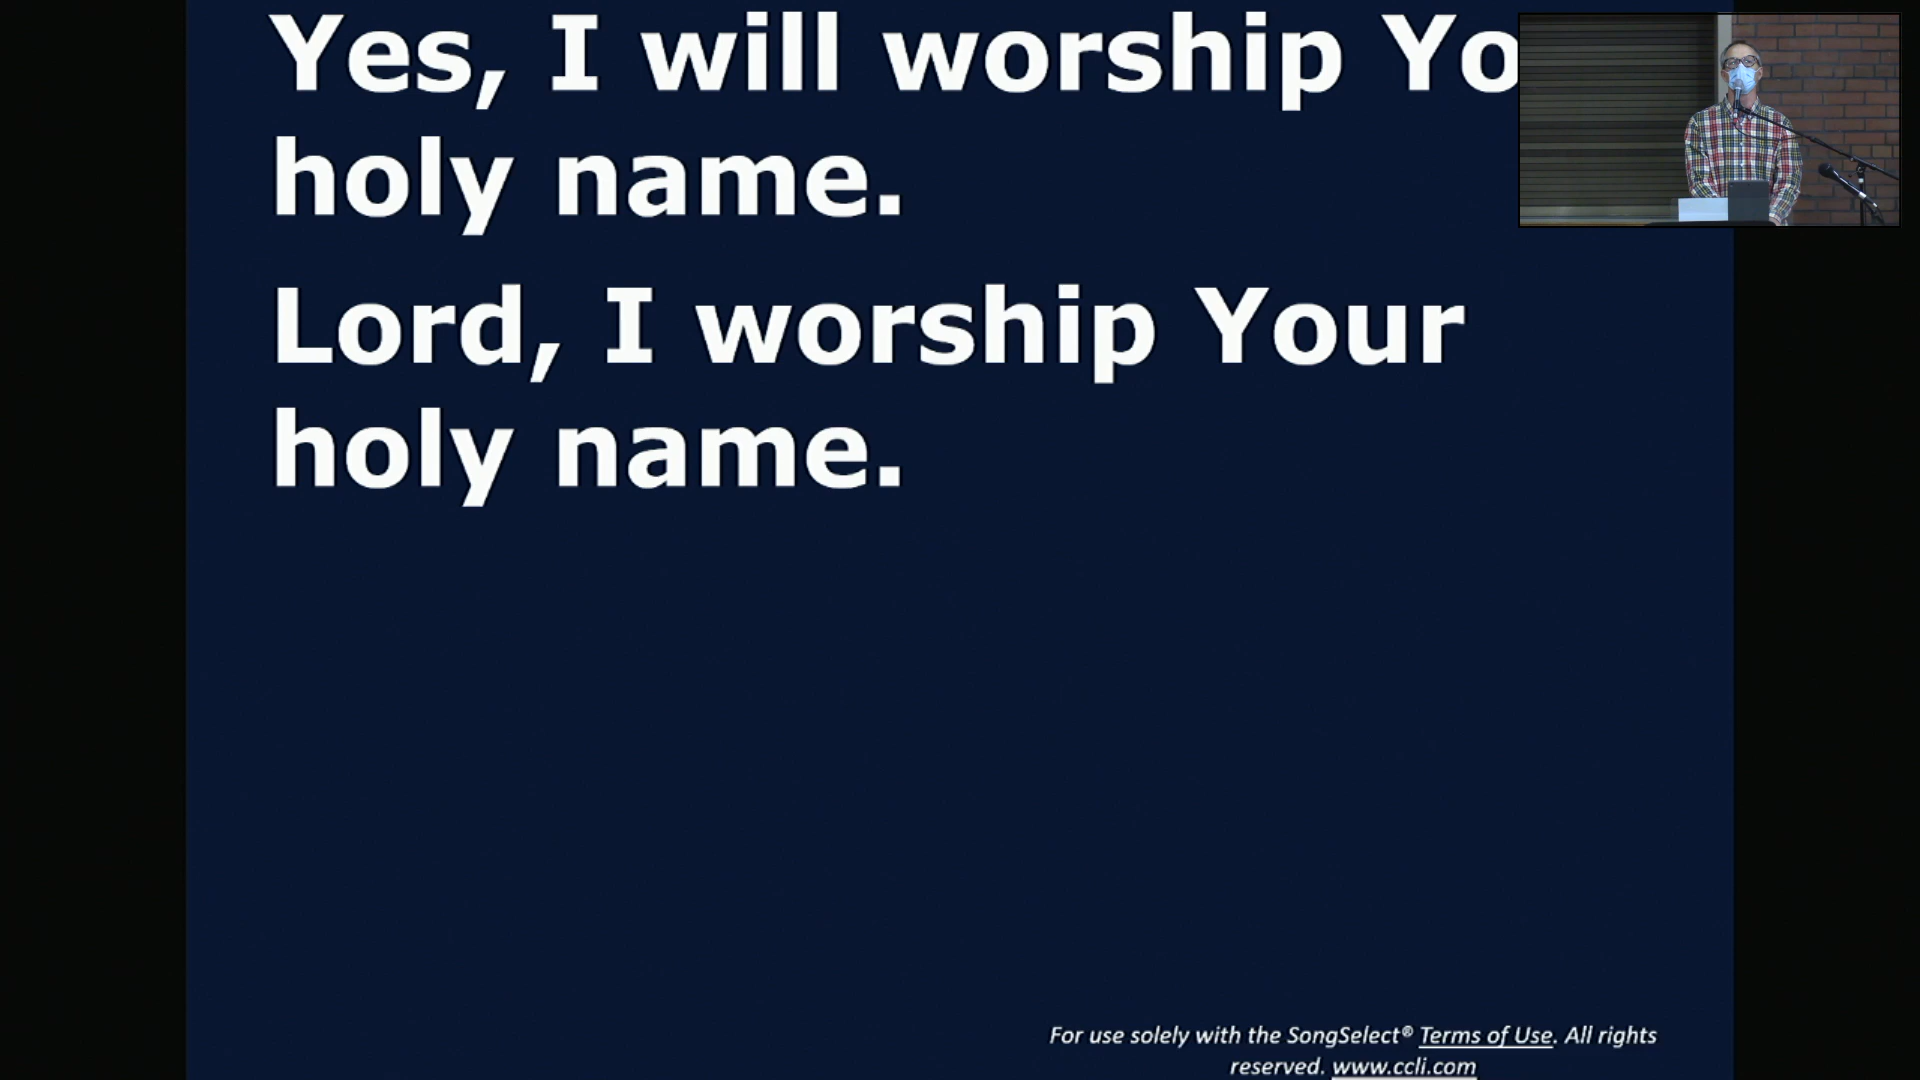 Yes, I will worship Yo
holy name.
Lord, I worship Your
holy name.
For use solely with the SongSelect® Terms of Use. All rights
reserved. www.ccli.com